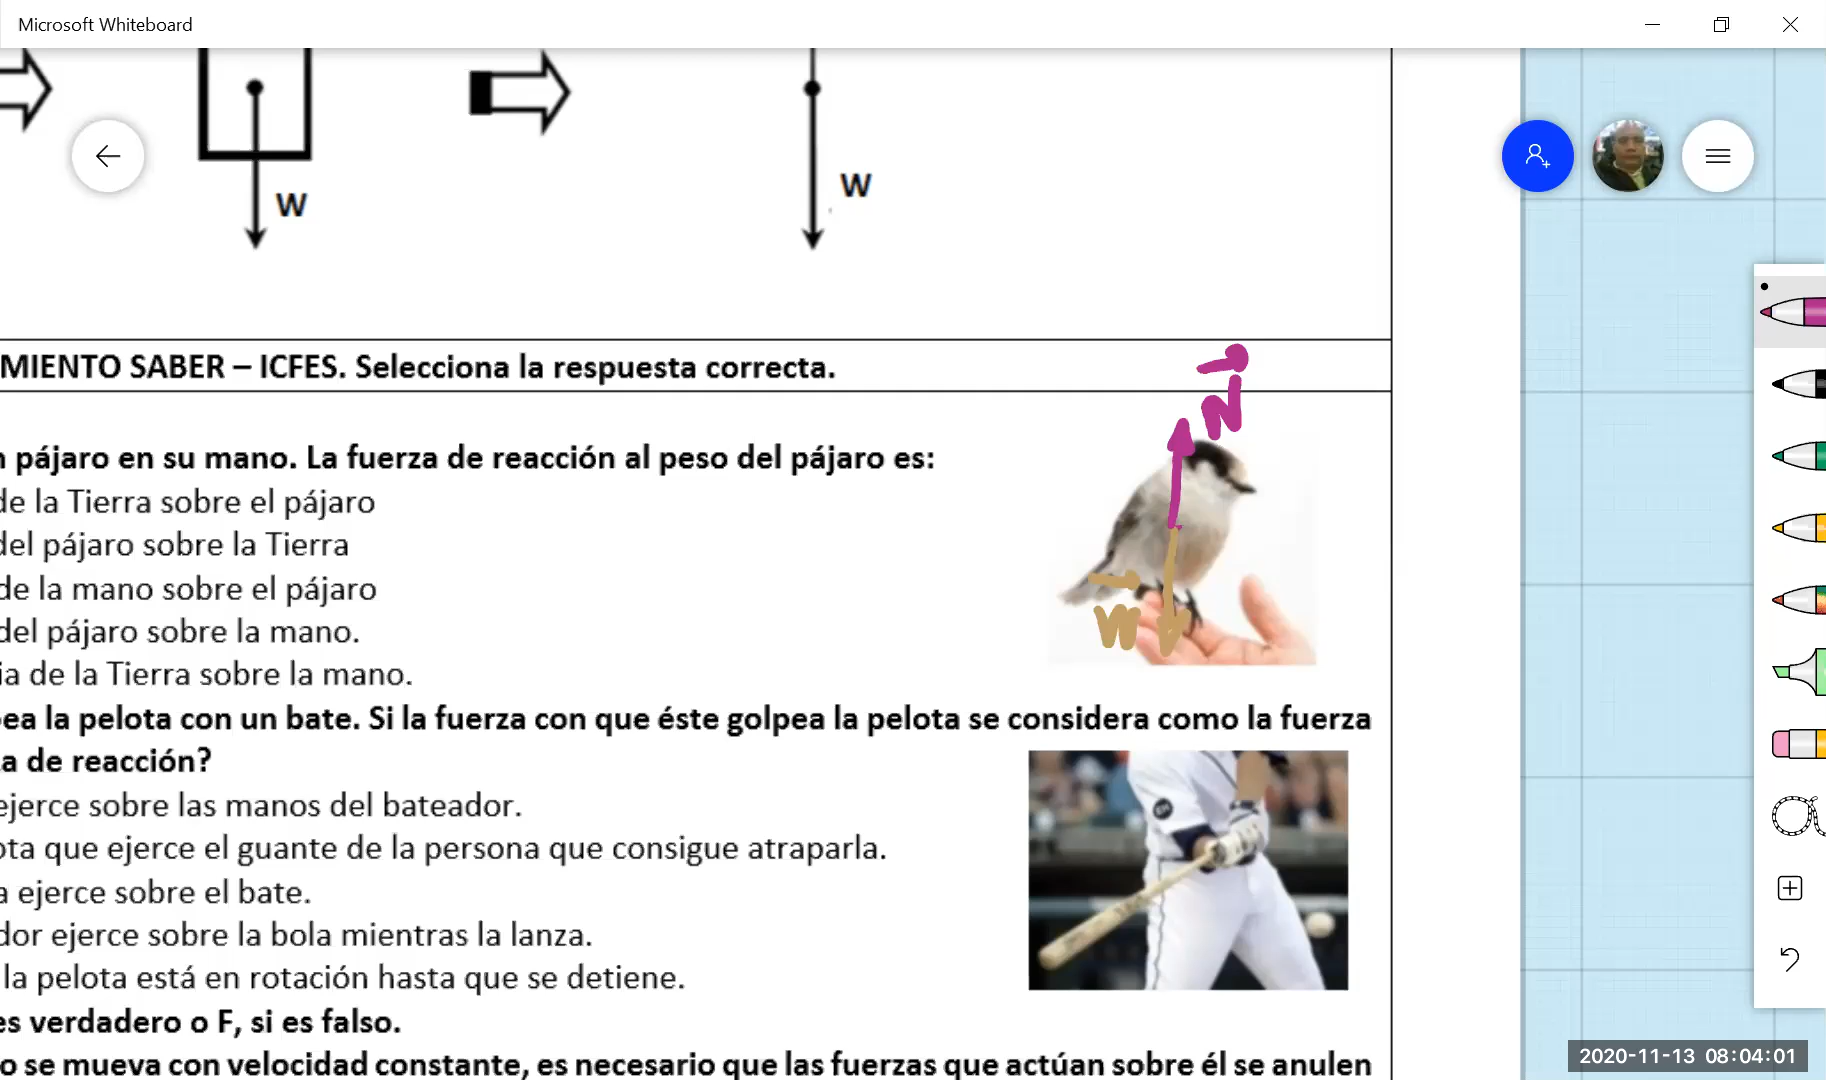 Microsoft Whiteboard
W
W
MIENTO SABER – ICFES. Selecciona la respuesta correcta.
N
pájaro en su mano. La fuerza de reacción al peso del pájaro es:
de la Tierra sobre el pájaro
del pájaro sobre la Tierra
de la mano sobre el pájaro
W
del pájaro sobre la mano.
ia de la Tierra sobre la mano.
ea la pelota con un bate. Si la fuerza con que éste golpea la pelota se considera como la fuerza
a de reacción?
ejerce sobre las manos del bateador.
ota que ejerce el guante de la persona que consigue atraparla.
a ejerce sobre el bate.
dor ejerce sobre la bola mientras la lanza.
la pelota está en rotación hasta que se detiene.
es verdadero o F, si es falso.
o se mueva con velocidad constante, es necesario que las fuerzas que actúan sobre él se anulen
2020-11-13 08:04:01